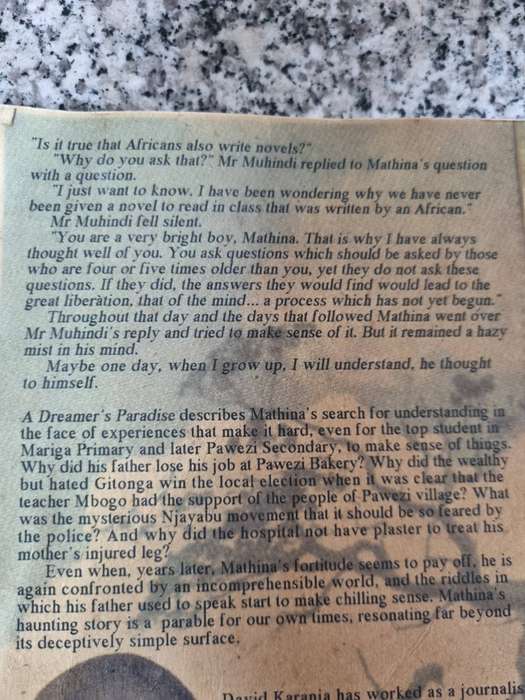 "Is it true that Africans also write novels?"
"Why do you ask that?" Mr Muhindi replied to Mathina's question
with a question.
"I just want to know. I have been wondering why we have never
been given a novel to read in class that was written by an African."
Mr Muhindi fell silent.
"You are a very bright boy, Mathina. That is why I have always
thought well of you. You ask questions which should be asked by those
who are four or five times older than you, yet they do not ask these
questions. If they did, the answers they would find would lead to the
great liberation, that of the mind... a process which has not yet begun."
Throughout that day and the days that followed Mathina went over
Mr Muhindi's reply and tried to make sense of it. But it remained a hazy
mist in his mind.
Maybe one day, when I grow up, I will understand, he thought
to himself.
A Dreamer's Paradise describes Mathina's search for understanding in
the face of experiences that make it hard, even for the top student in
Mariga Primary and later Pawezi Secondary, to make sense of things.
Why did his father lose his job at Pawezi Bakery? Why did the wealthy
but hated Gitonga win the local election when it was clear that the
teacher Mbogo had the support of the people of Pawezi village? What
was the mysterious Njayabu movement that it should be so feared by
the police? And why did the hospital not have plaster to treat his
mother's injured leg?
Even when, years later, Mathina's fortitude seems to pay off, he is
again confronted by an incomprehensible world, and the riddles in
which his father used to speak start to make chilling sense. Mathina's
haunting story is a parable for our own times, resonating far beyond
its deceptively simple surface.
David Karanja has worked as a journalis